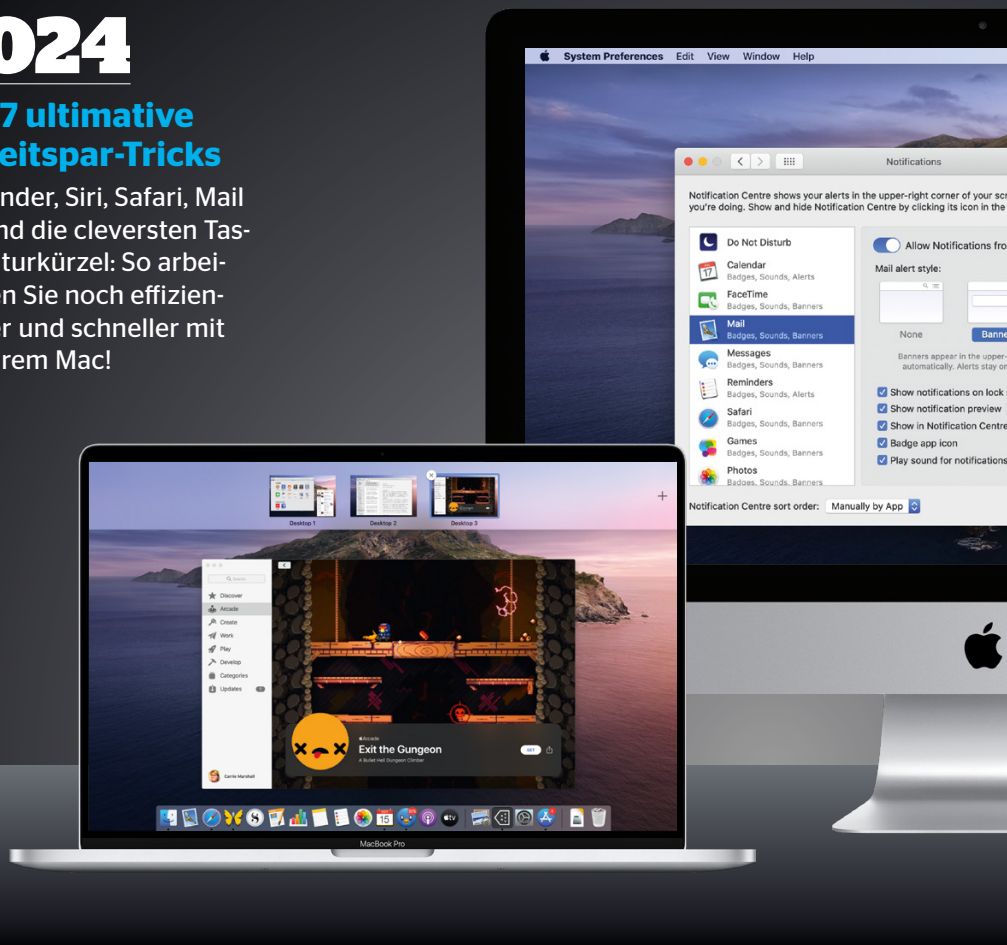 024
7 ultimative
eitspar-Tricks
nder, Siri, Safari, Mail
nd die cleversten Tas-
turkürzel: So arbei-
en Sie noch effizien-
er und schneller mit
rem Mac!
System Preferences Edit View Window Help
Notifications
Notification Centre shows your alerts in the upper-right corner of your scr
you're doing. Show and hide Notification Centre by clicking its icon in the
Do Not Disturb
Calendar
Badges, Sounds, Alerts
FaceTime
Badges, Sounds, Banners
Mail
Badges, Sounds, Banners
Messages
Badges, Sounds, Banners
Reminders
Badges, Sounds, Alerts
Safari
Badges, Sounds, Banners
Games
Badges, Sounds, Banners
Photos
Badges, Sounds, Banners
Allow Notifications fro
Mail alert style:
None
Banne
Banners appear in the upper-
automatically. Alerts stay on
Show notifications on lock
Show notification preview
Show in Notification Centre
Badge app icon
Play sound for notifications
Notification Centre sort order: Manually by App
Desktop 1 Desktop 2 Desktop 3
Search
Discover
Arcade
Create
Work
Play
Develop
Categories
Updates
Carrie Marshall
Arcade
Exit the Gungeon
A Bullet Hell Dungeon Climber
GET
17
15
tv
MacBook Pro